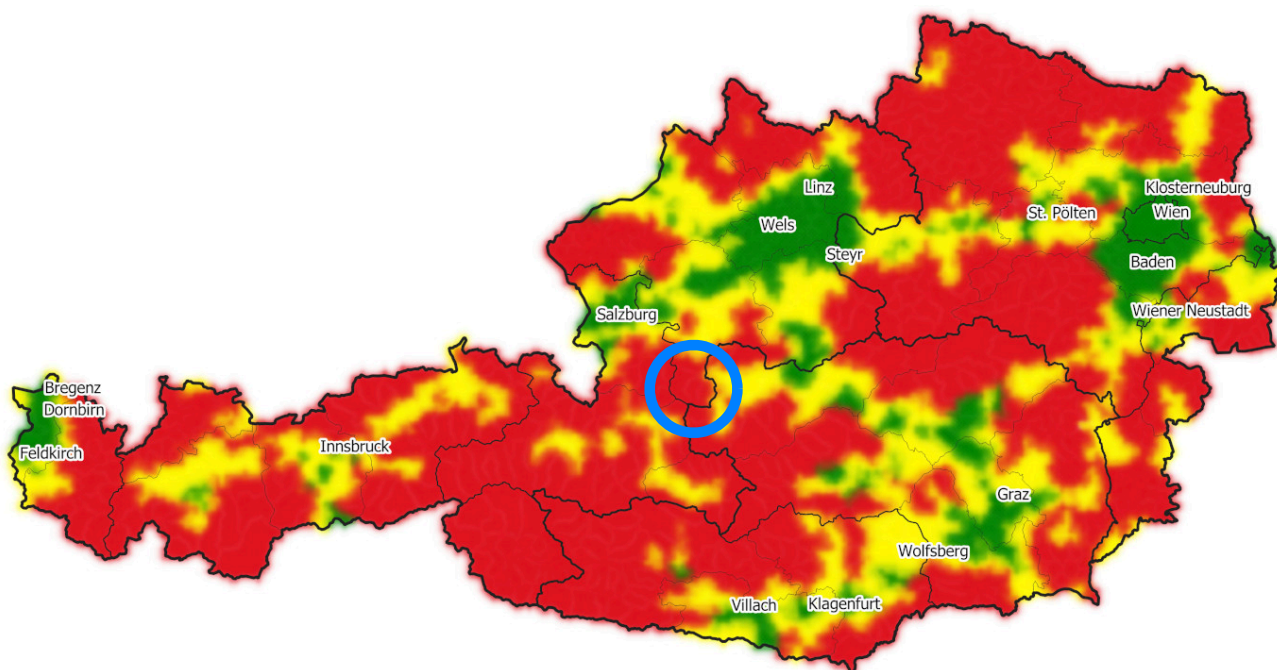 Linz
Klosterneuburg
Wels
St. Pölten
Wien
Steyr
Baden
Salzburg
Wiener Neustadt
Bregenz
Dornbirn
Feldkirch
Innsbruck
Graz
Wolfsberg
Villach
Klagenfurt